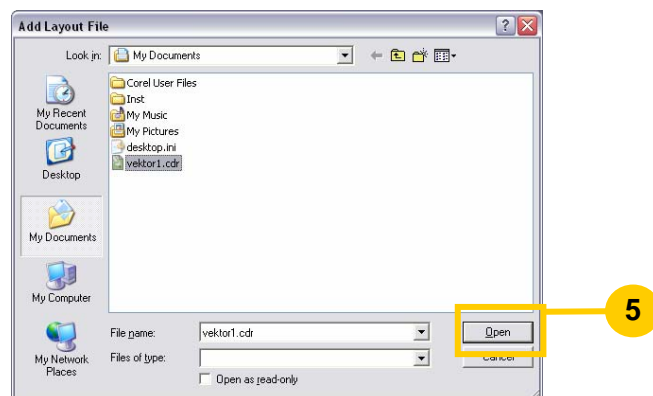 Add Layout File
Look in:
My Documents
My Recent
Documents
Desktop
My Documents
My Computer
My Network
Places
Corel User Files
Inst
My Music
My Pictures
desktop.ini
vektor1.cdr
File name:
vektor1.cdr
Open
Files of type:
Cancel
Open as read-only
5